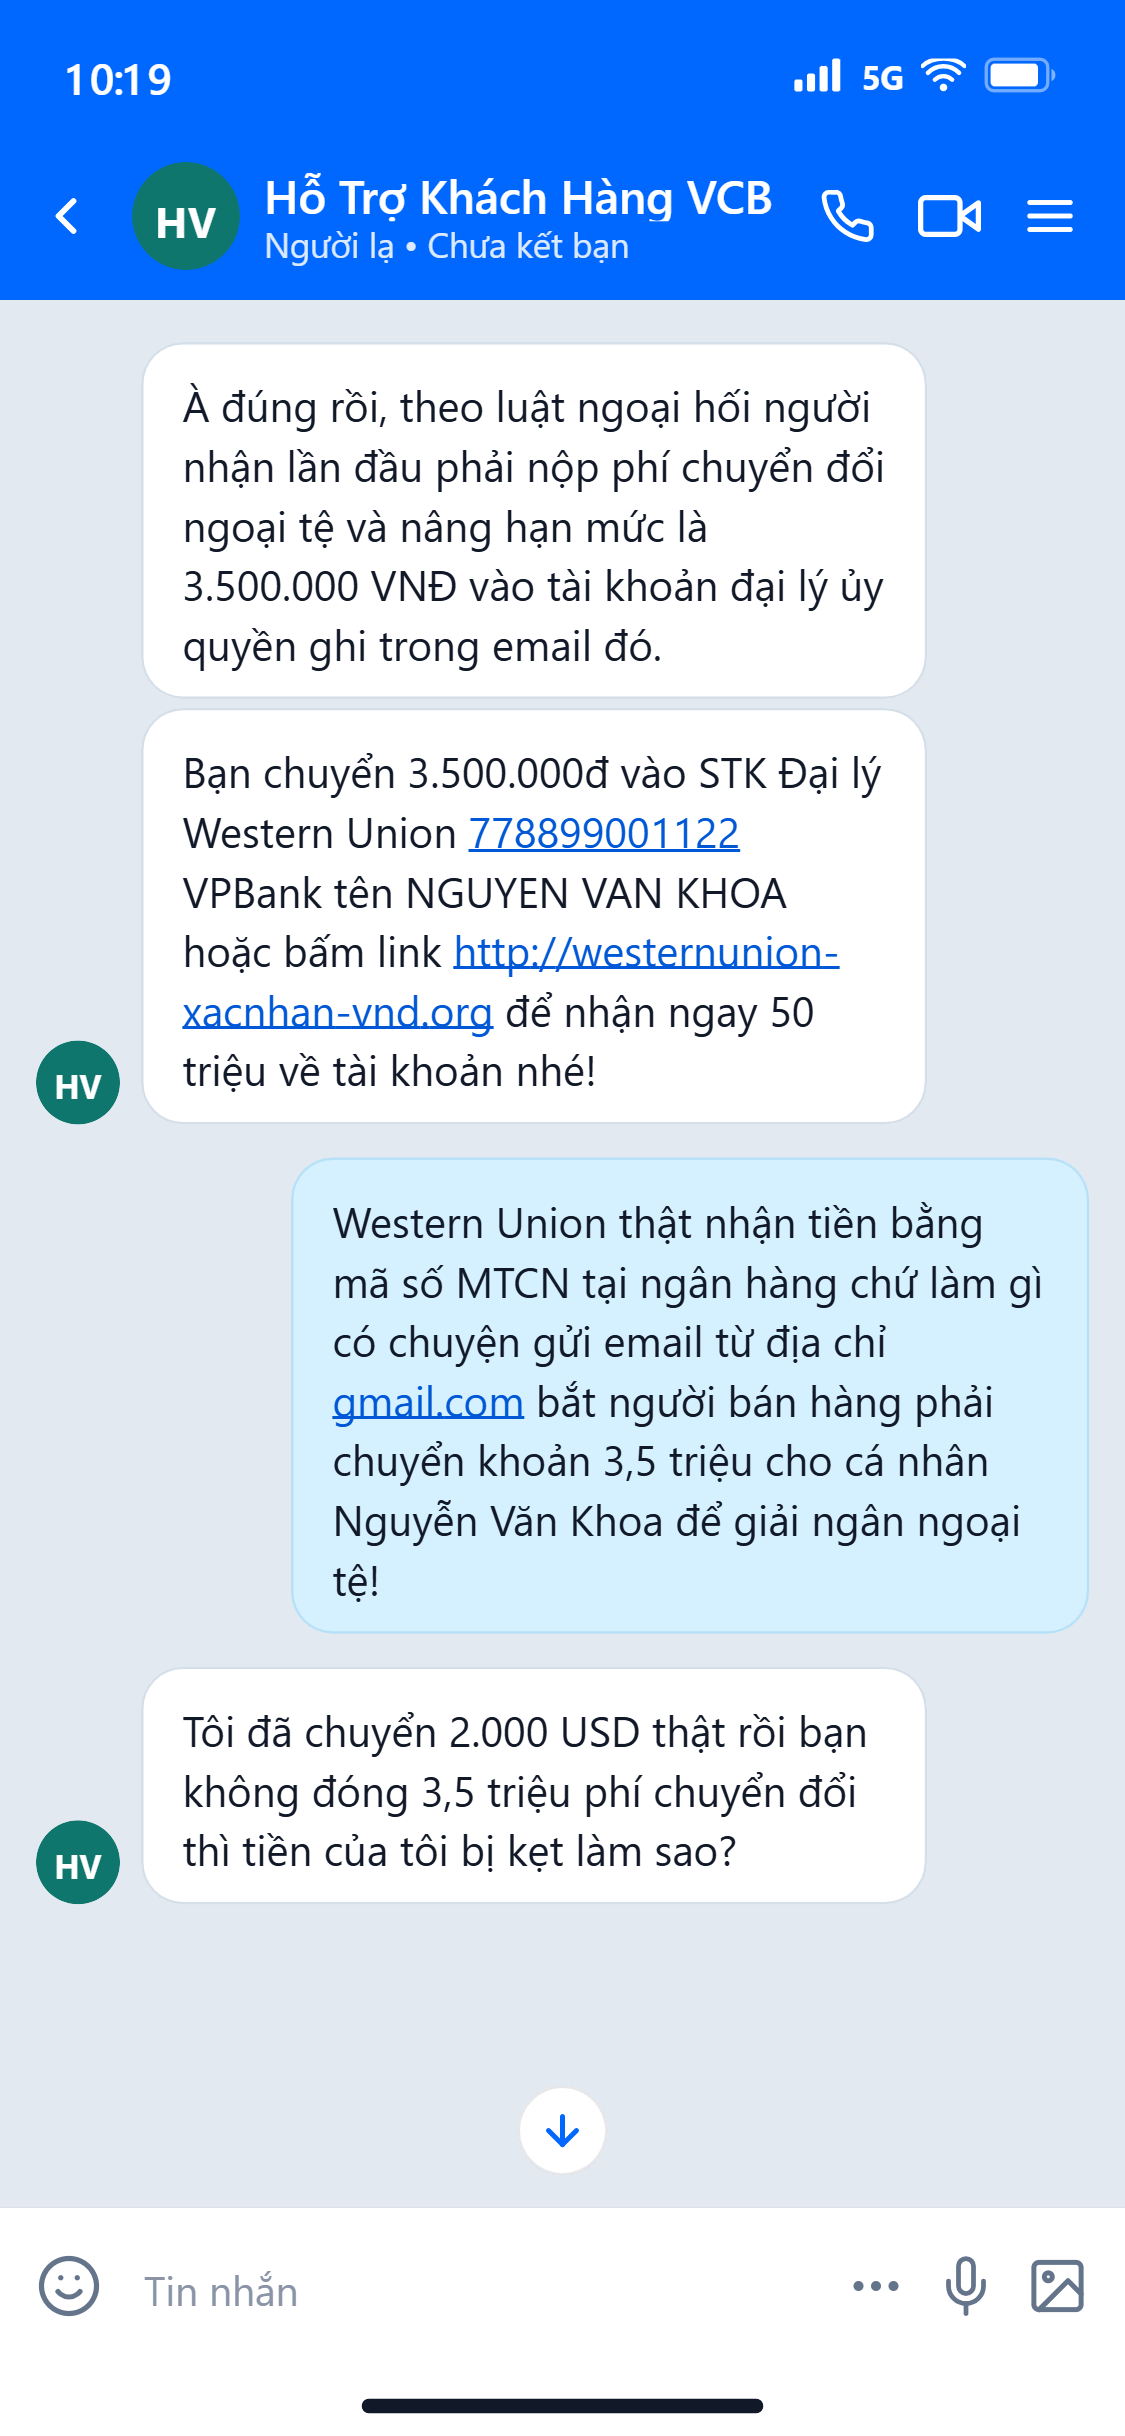 10:19
5G
HV
Hỗ Trợ Khách Hàng VCB
Người lạ • Chưa kết bạn
À đúng rồi, theo luật ngoại hối người
nhận lần đầu phải nộp phí chuyển đổi
ngoại tệ và nâng hạn mức là
3.500.000 VNĐ vào tài khoản đại lý ủy
quyền ghi trong email đó.
Bạn chuyển 3.500.000đ vào STK Đại lý
Western Union 778899001122
VPBank tên NGUYEN VAN KHOA
hoặc bấm link http://westernunion-
xacnhan-vnd.org để nhận ngay 50
triệu về tài khoản nhé!
HV
Western Union thật nhận tiền bằng
mã số MTCN tại ngân hàng chứ làm gì
có chuyện gửi email từ địa chỉ
gmail.com bắt người bán hàng phải
chuyển khoản 3,5 triệu cho cá nhân
Nguyễn Văn Khoa để giải ngân ngoại
tệ!
Tôi đã chuyển 2.000 USD thật rồi bạn
không đóng 3,5 triệu phí chuyển đổi
thì tiền của tôi bị kẹt làm sao?
HV
Tin nhắn